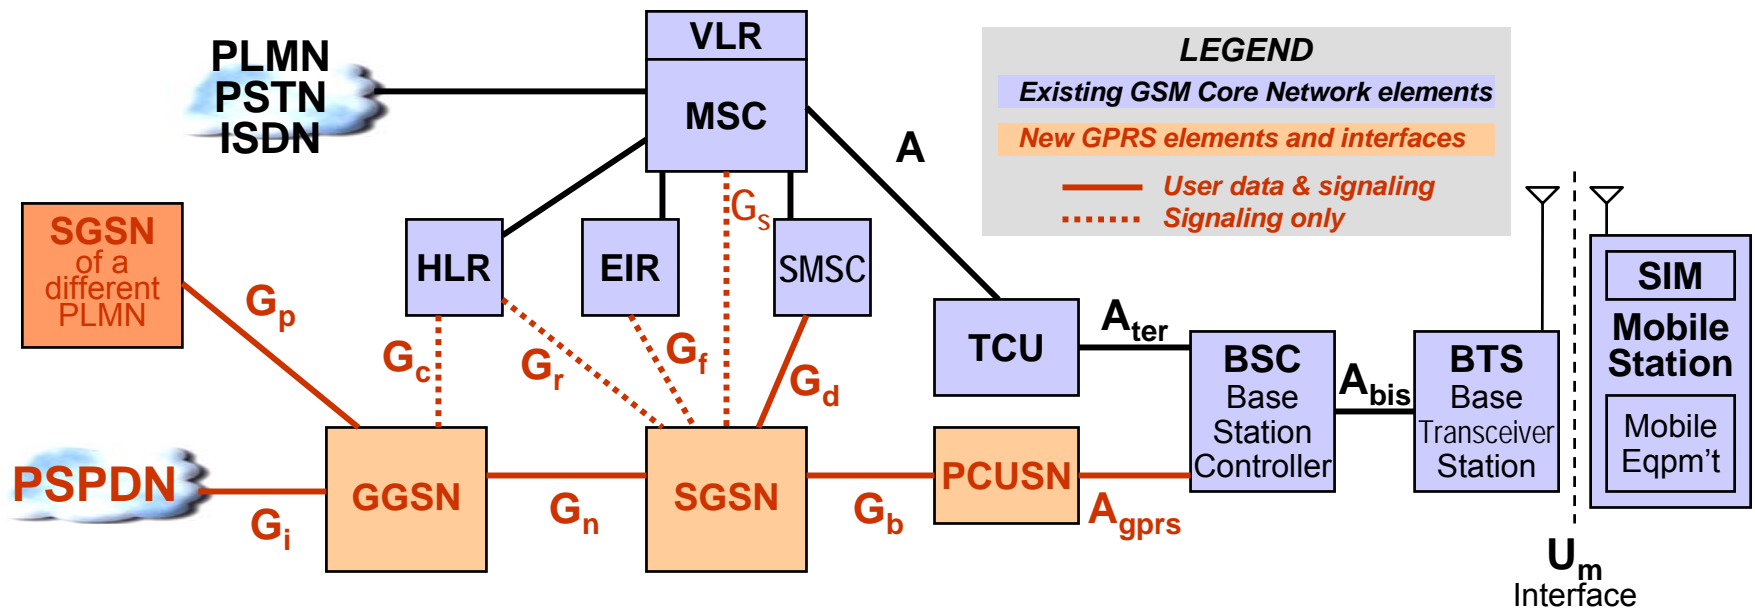 VLR
MSC
PLMN
PSTN
ISDN
LEGEND
Existing GSM Core Network elements
New GPRS elements and interfaces
User data & signaling
Signaling only
A
Gs
SGSN
of a
different
PLMN
HLR
EIR
SMSC
Gp
Gc
Gr
Gf
Gd
TCU
Ater
BSC
Base
Station
Controller
Abis
BTS
Base
Transceiver
Station
SIM
Mobile
Station
Mobile
Eqpm't
PSPDN
Gi
GGSN
Gn
SGSN
Gb
PCUSN
Agprs
Um
Interface